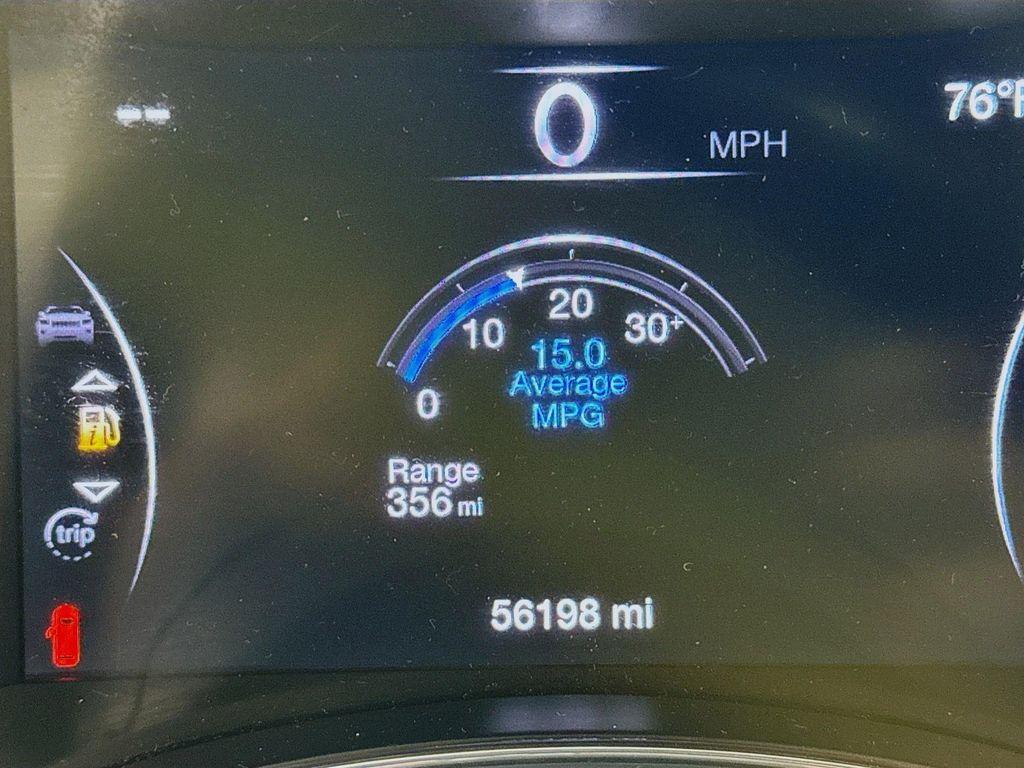 --
0
MPH
76°F
0
10
20
30+
15.0
Average
MPG
Range
356 mi
trip
56198 mi